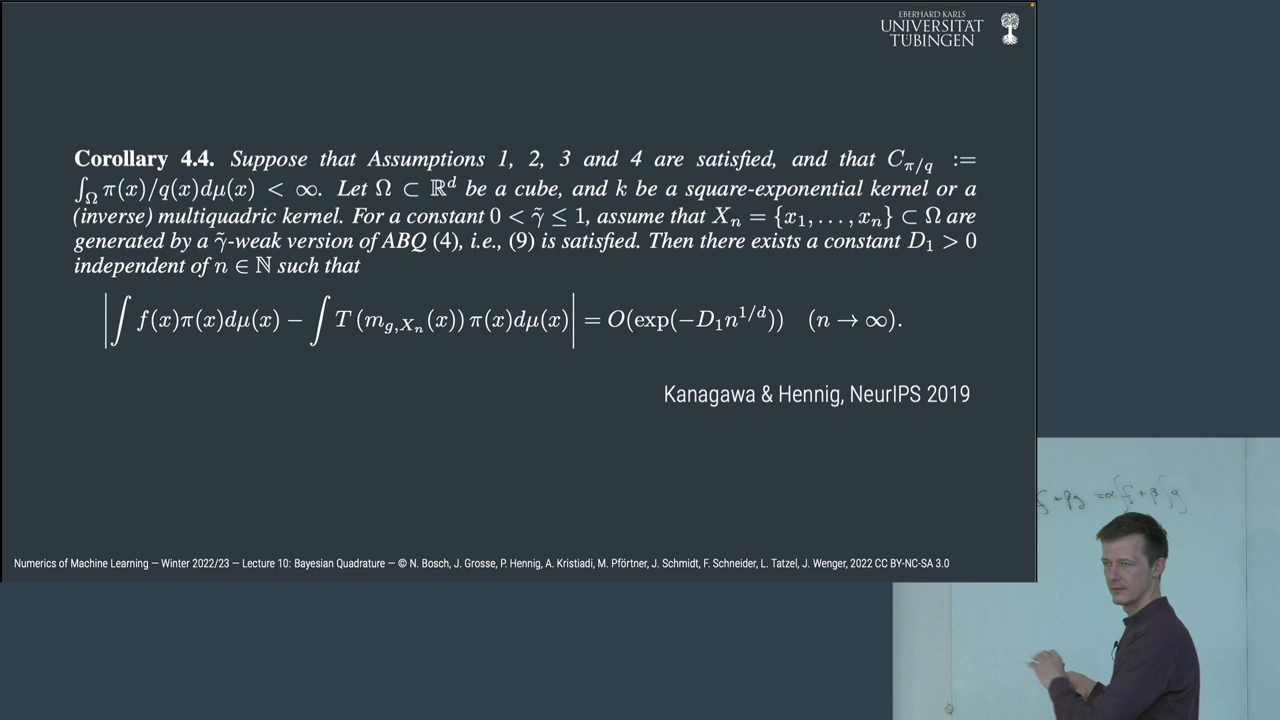 EBERHARD KARLS
UNIVERSITÄT
TÜBINGEN
Corollary 4.4. Suppose that Assumptions 1, 2, 3 and 4 are satisfied, and that C_{π/q} :=
∫_Ω π(x)/q(x)dμ(x) < ∞. Let Ω ⊂ ℝ^d be a cube, and k be a square-exponential kernel or a
(inverse) multiquadric kernel. For a constant 0 < γ̃ ≤ 1, assume that X_n = {x_1, . . . , x_n} ⊂ Ω are
generated by a γ̃-weak version of ABQ (4), i.e., (9) is satisfied. Then there exists a constant D_1 > 0
independent of n ∈ ℕ such that
|∫ f(x)π(x)dμ(x) − ∫ T (m_{g,X_n}(x)) π(x)dμ(x)| = O(exp(−D_1n^{1/d})) (n → ∞).
Kanagawa & Hennig, NeurIPS 2019
Numerics of Machine Learning — Winter 2022/23 — Lecture 10: Bayesian Quadrature — © N. Bosch, J. Grosse, P. Hennig, A. Kristiadi, M. Pförtner, J. Schmidt, F. Schneider, L. Tatzel, J. Wenger, 2022 CC BY-NC-SA 3.0